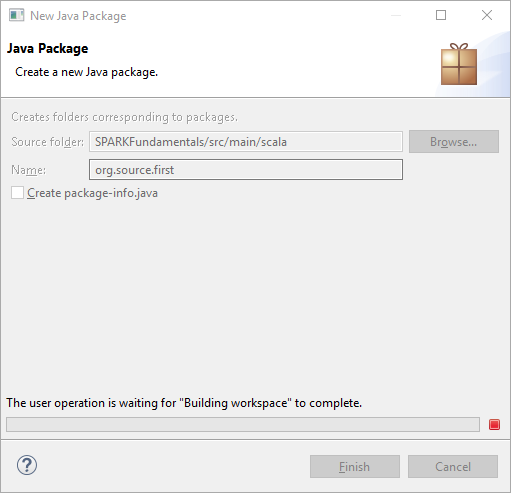 New Java Package
Java Package
Create a new Java package.
Creates folders corresponding to packages.
Source folder: SPARKFundamentals/src/main/scala Browse...
Name: org.source.first
Create package-info.java
The user operation is waiting for "Building workspace" to complete.
?
Finish Cancel